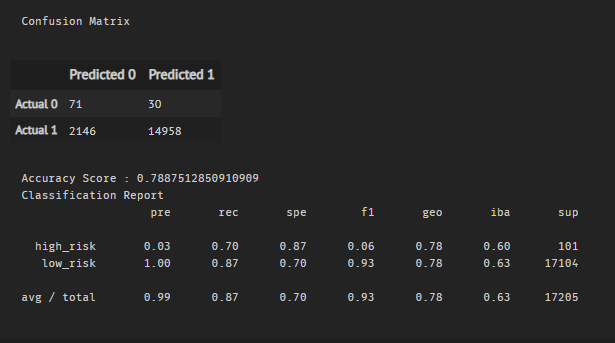 Confusion Matrix
Predicted 0 Predicted 1
Actual 0 71 30
Actual 1 2146 14958
Accuracy Score : 0.7887512850910909
Classification Report
pre rec spe f1 geo iba sup
high_risk 0.03 0.70 0.87 0.06 0.78 0.60 101
low_risk 1.00 0.87 0.70 0.93 0.78 0.63 17104
avg / total 0.99 0.87 0.70 0.93 0.78 0.63 17205